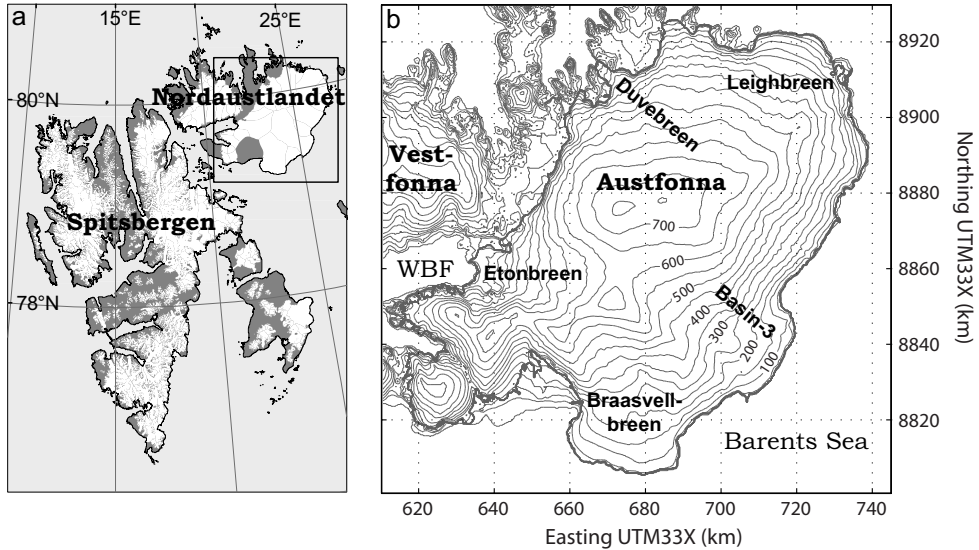 a
15°E
25°E
80°N
Nordaustlandet
Spitsbergen
78°N
b
Leighbreen
Duvebreen
Vest-
fonna
Austfonna
700
WBF
Etonbreen
600
500
Basin-3
400
300
200
100
Braasvell-
breen
Barents Sea
8920
8900
8880
8860
8840
8820
Northing UTM33X (km)
620 640 660 680 700 720 740
Easting UTM33X (km)